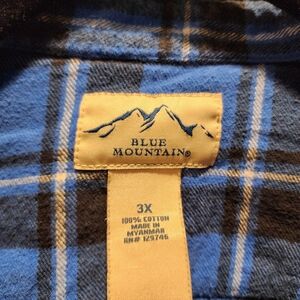 BLUE
MOUNTAIN®
3X
100% COTTON
MADE IN
MYANMAR
RN# 129746